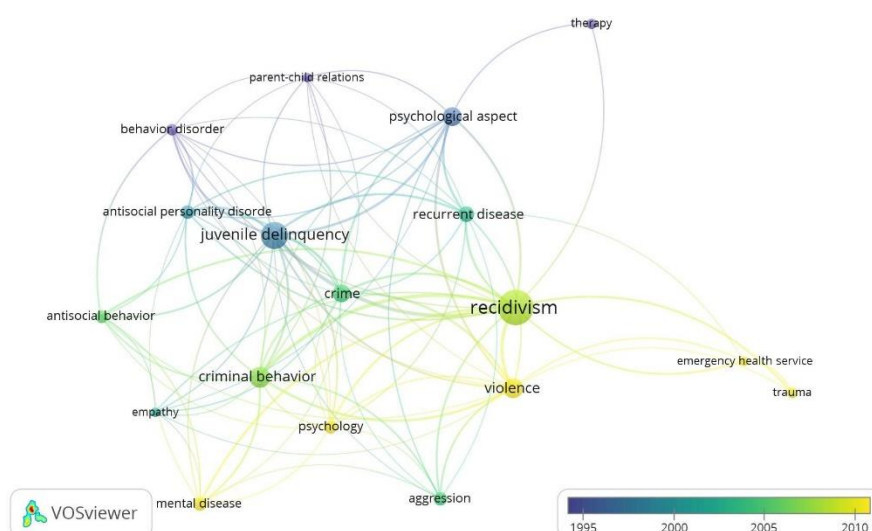 therapy
parent-child relations
psychological aspect
behavior disorder
antisocial personality disorde
recurrent disease
juvenile delinquency
crime
recidivism
antisocial behavior
emergency health service
criminal behavior
violence
trauma
empathy
psychology
mental disease
aggression
VOSviewer
1995 2000 2005 2010